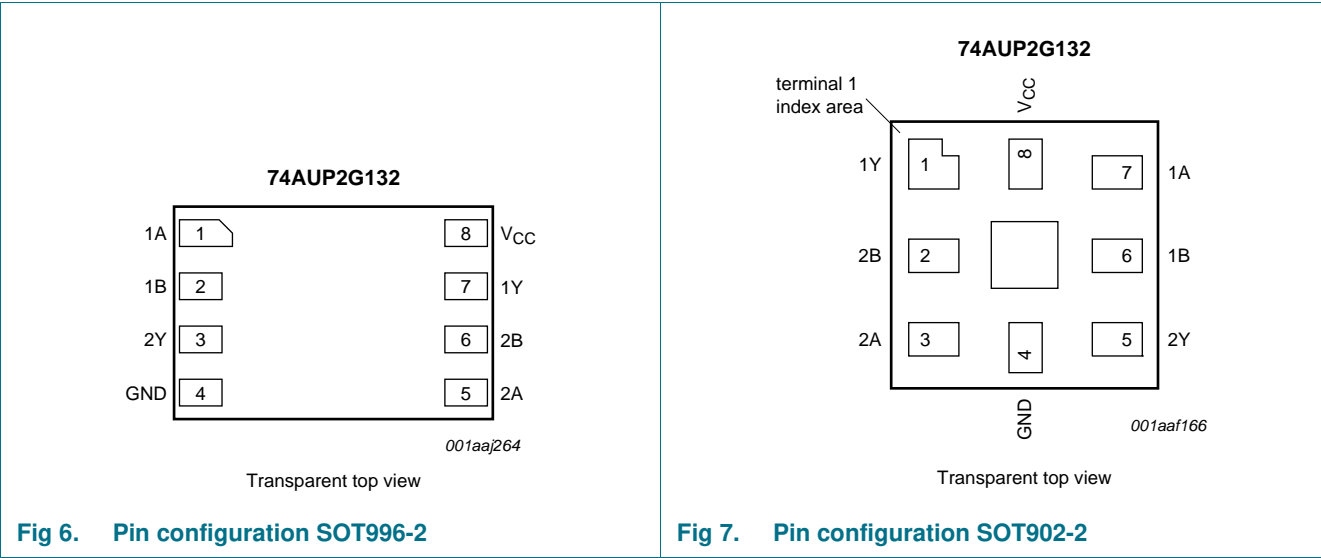 74AUP2G132
1A 1 8 VCC
1B 2 7 1Y
2Y 3 6 2B
GND 4 5 2A
001aaj264
Transparent top view
Fig 6. Pin configuration SOT996-2
74AUP2G132
terminal 1
index area
VCC
1Y 1 8 7 1A
2B 2 6 1B
2A 3 4 5 2Y
GND
001aaf166
Transparent top view
Fig 7. Pin configuration SOT902-2